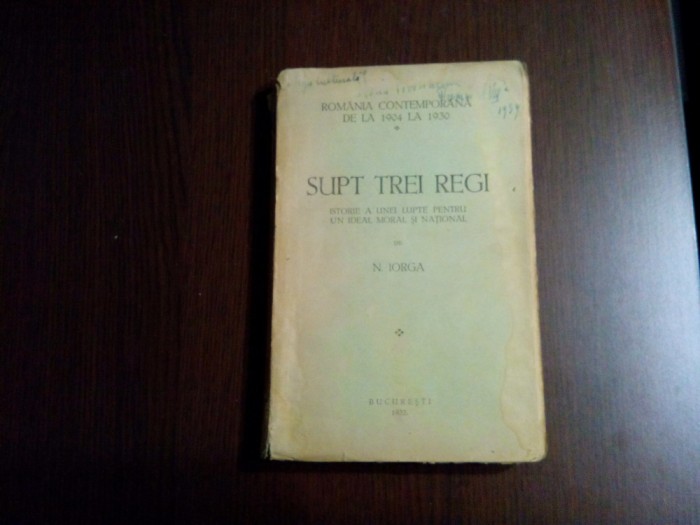 1939
ROMÂNIA CONTEMPORANĂ
DE LA 1904 LA 1930
SUPT TREI REGI
ISTORIE A UNEI LUPTE PENTRU
UN IDEAL MORAL ȘI NAȚIONAL
DE
N. IORGA
BUCUREȘTI